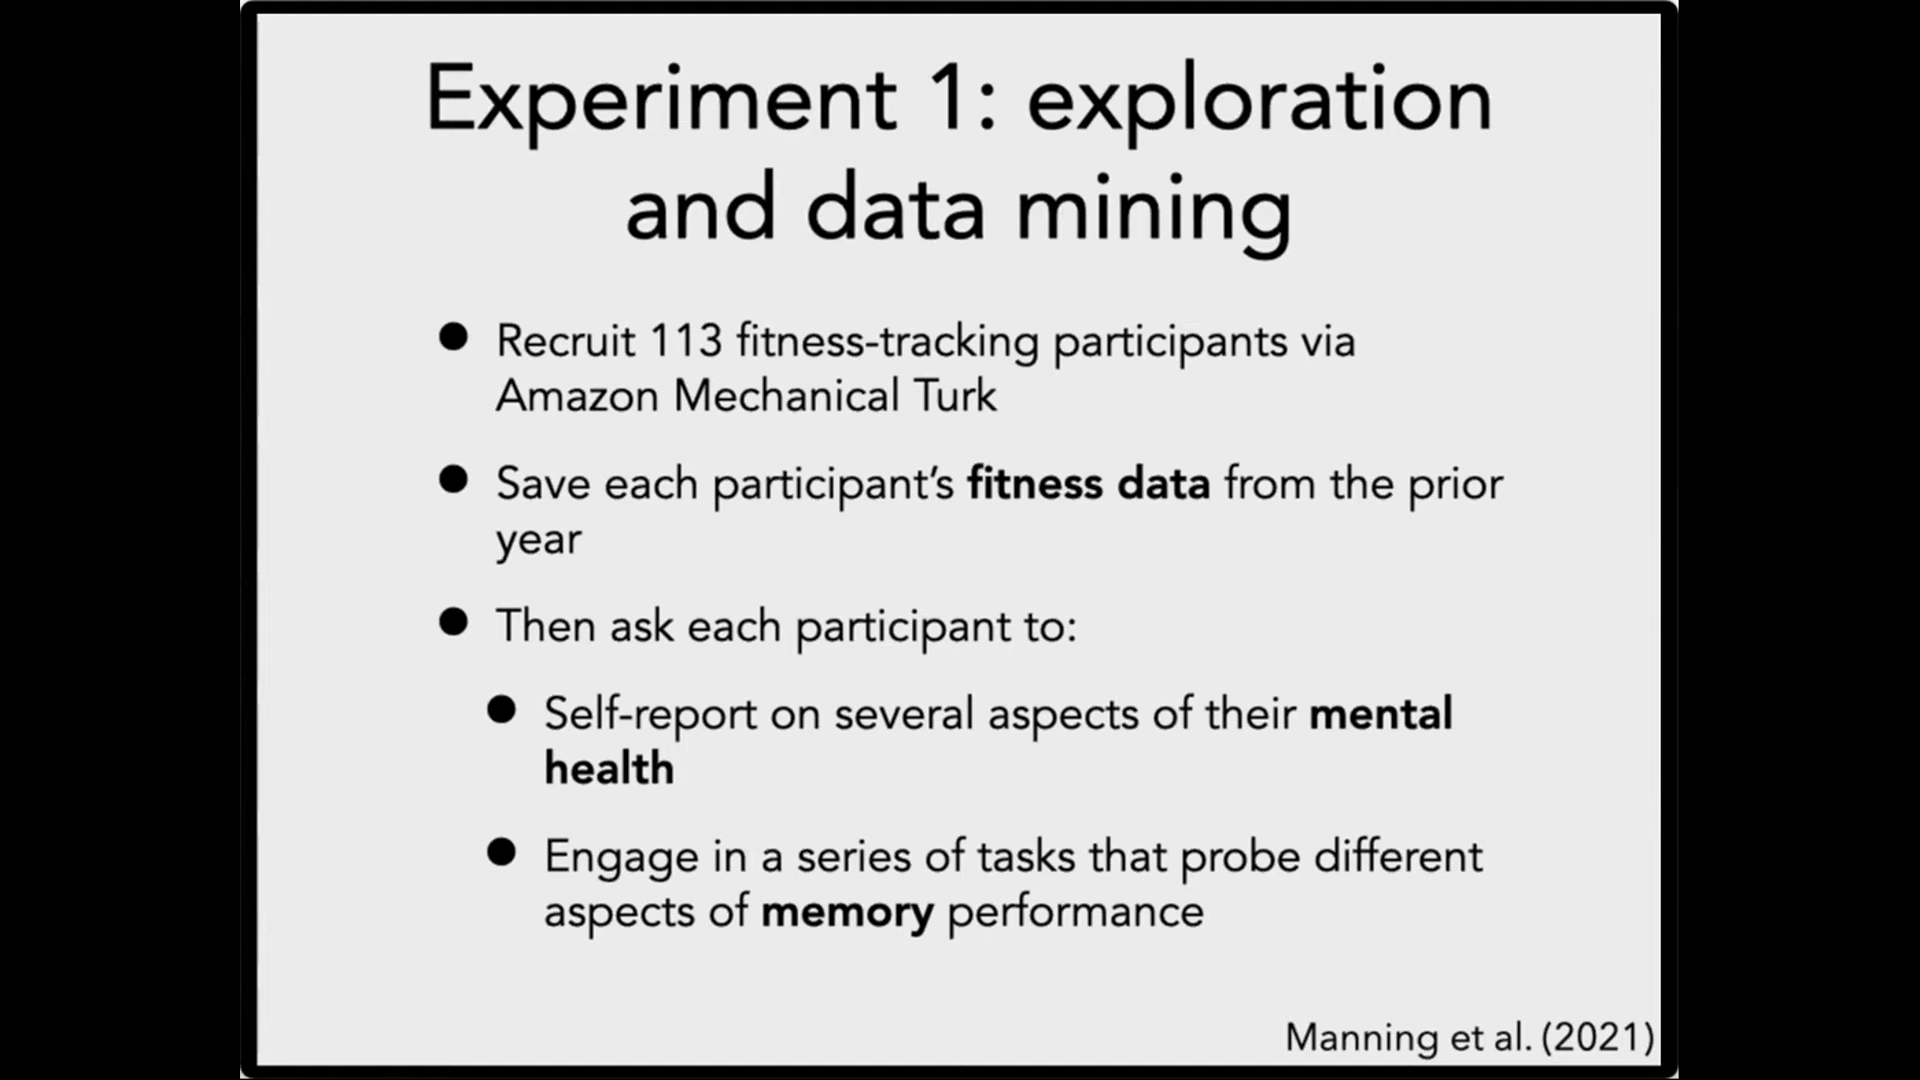 Experiment 1: exploration
and data mining
● Recruit 113 fitness-tracking participants via
Amazon Mechanical Turk
● Save each participant’s fitness data from the prior
year
● Then ask each participant to:
● Self-report on several aspects of their mental
health
● Engage in a series of tasks that probe different
aspects of memory performance
Manning et al. (2021)